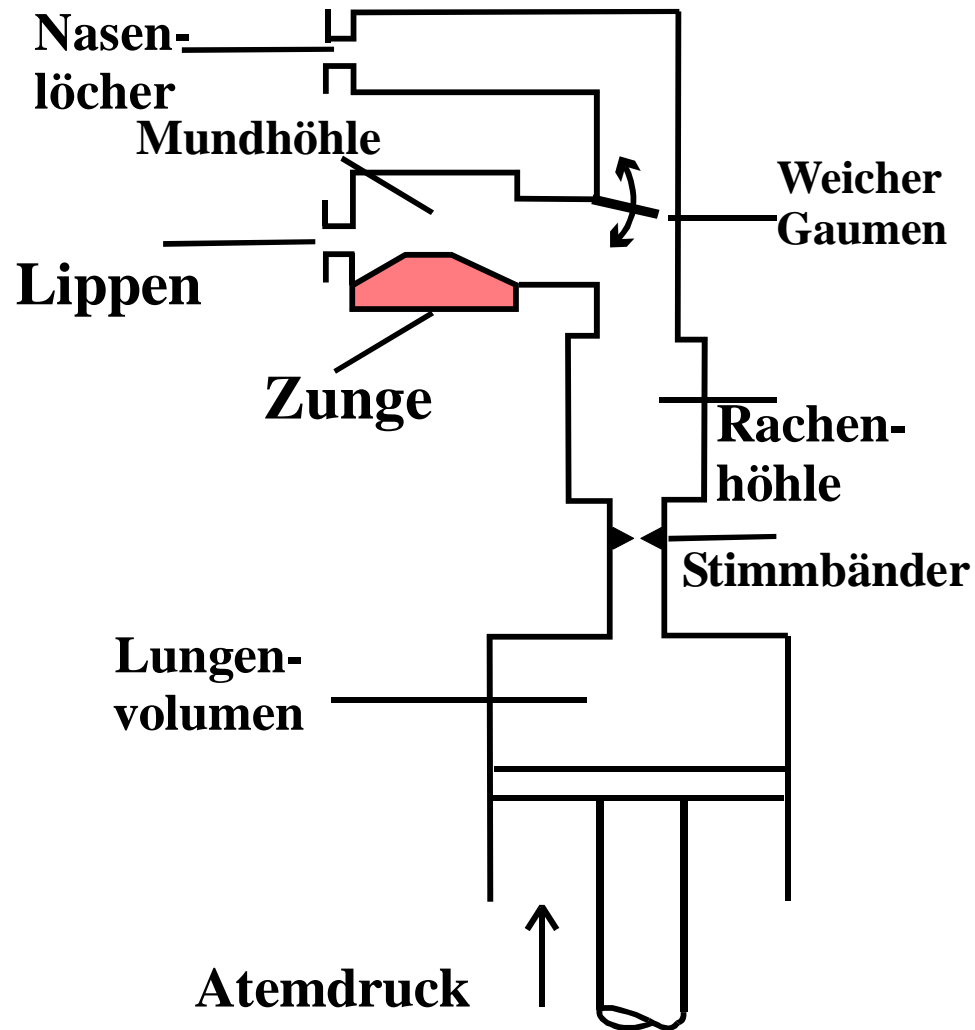 Nasen-
löcher
Mundhöhle
Weicher
Gaumen
Lippen
Zunge
Rachen-
höhle
Stimmbänder
Lungen-
volumen
Atemdruck